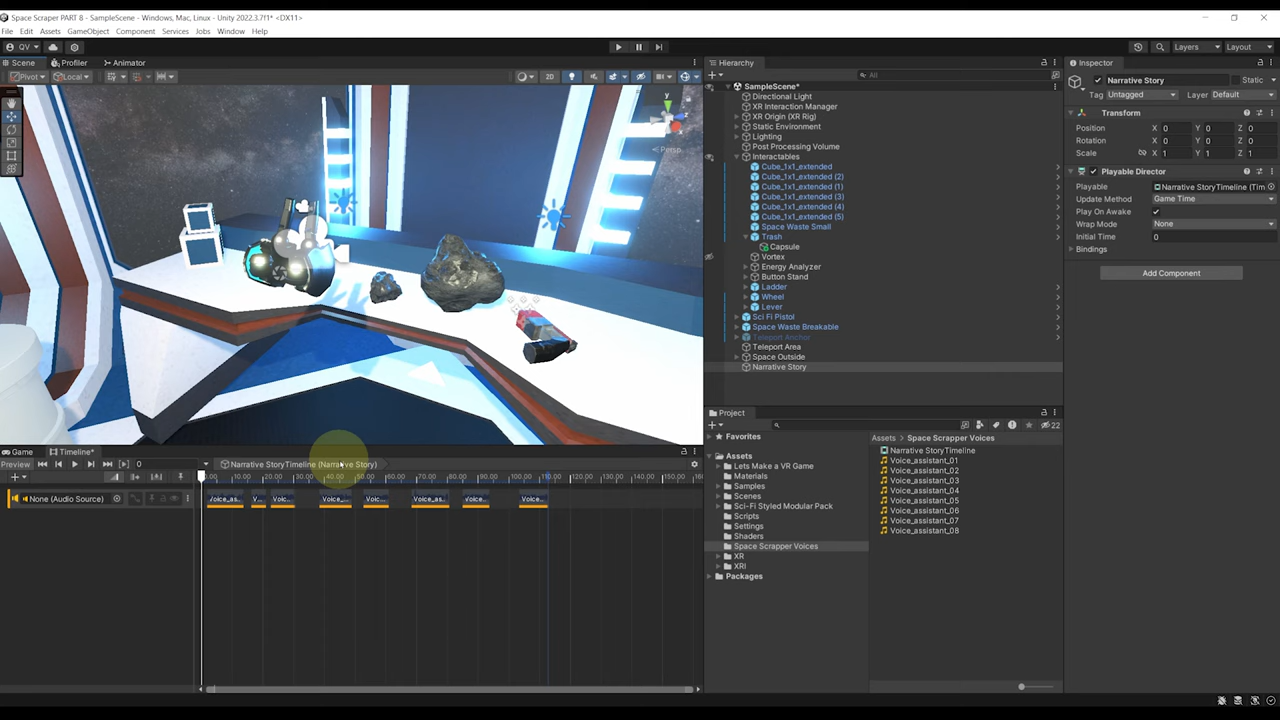 Space Scraper PART 8 - SampleScene - Windows, Mac, Linux - Unity 2022.3.7f1* <DX11>
File Edit Assets GameObject Component Services Jobs Window Help
QV
Layers Layout
Scene Profiler Animator
Pivot Local 2D
y
Persp
Hierarchy
All
SampleScene*
Directional Light
XR Interaction Manager
XR Origin (XR Rig)
Static Environment
Lighting
Post Processing Volume
Interactables
Cube_1x1_extended
Cube_1x1_extended (2)
Cube_1x1_extended (1)
Cube_1x1_extended (3)
Cube_1x1_extended (4)
Cube_1x1_extended (5)
Space Waste Small
Trash
Capsule
Vortex
Energy Analyzer
Button Stand
Ladder
Wheel
Lever
Sci Fi Pistol
Space Waste Breakable
Teleport Anchor
Teleport Area
Space Outside
Narrative Story
Inspector
Narrative Story Static
Tag Untagged Layer Default
Transform
Position X 0 Y 0 Z 0
Rotation X 0 Y 0 Z 0
Scale X 1 Y 1 Z 1
Playable Director
Playable Narrative StoryTimeline (Tim
Update Method Game Time
Play On Awake
Wrap Mode None
Initial Time 0
Bindings
Add Component
Game Timeline*
Preview 0 Narrative StoryTimeline (Narrative Story)
None (Audio Source)
Project
22
Favorites
Assets
Lets Make a VR Game
Materials
Samples
Scenes
Sci-Fi Styled Modular Pack
Scripts
Settings
Shaders
Space Scrapper Voices
XR
XRI
Packages
Assets > Space Scrapper Voices
Narrative StoryTimeline
Voice_assistant_01
Voice_assistant_02
Voice_assistant_03
Voice_assistant_04
Voice_assistant_05
Voice_assistant_06
Voice_assistant_07
Voice_assistant_08